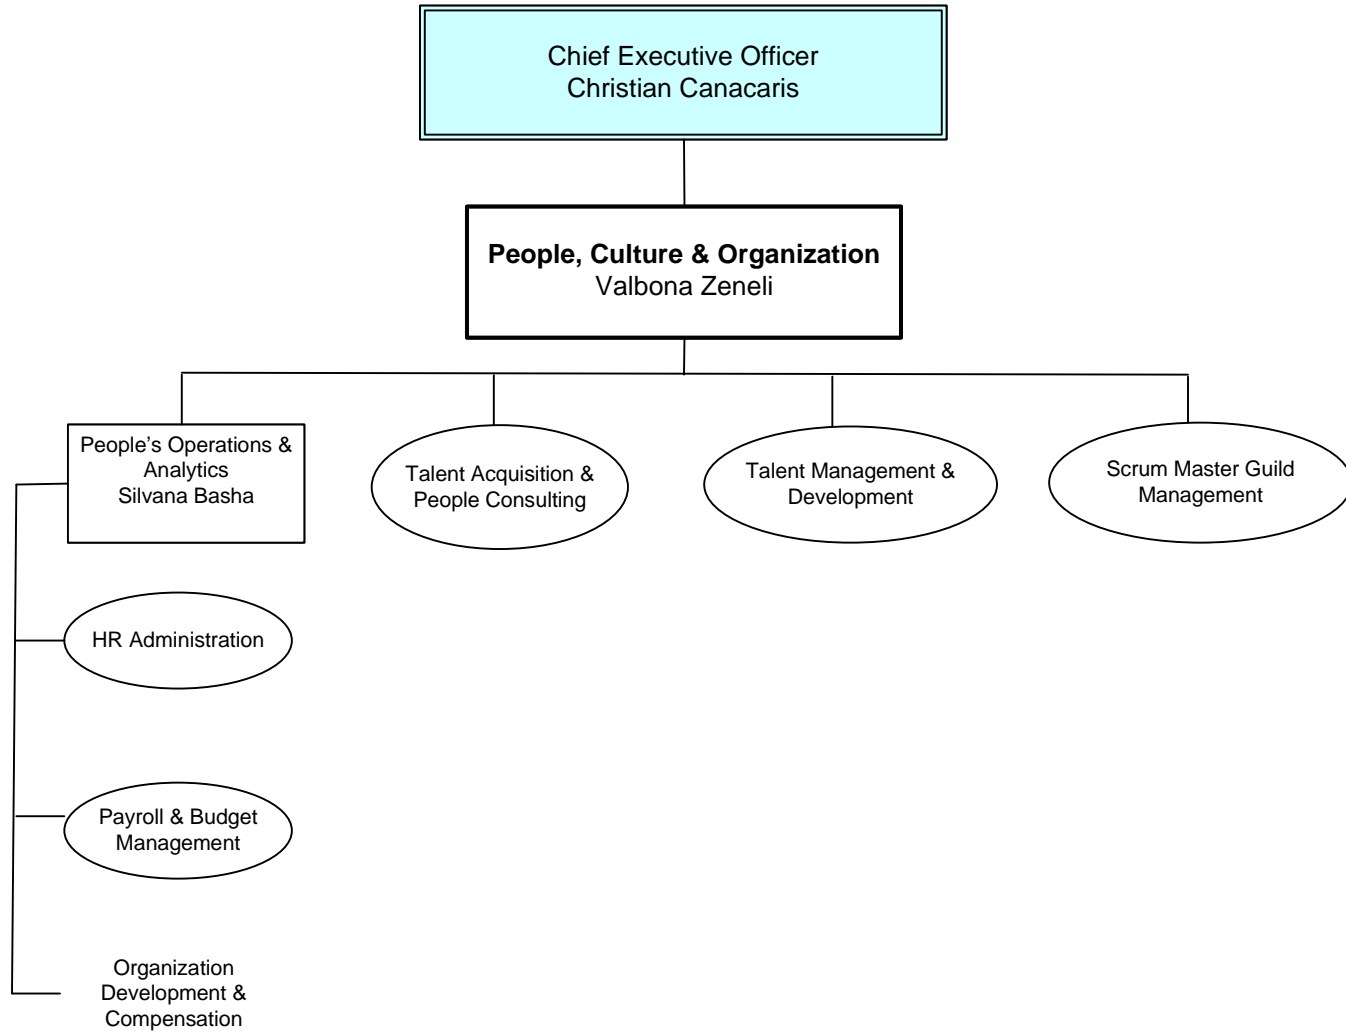 Chief Executive Officer
Christian Canacaris
People, Culture & Organization
Valbona Zeneli
People’s Operations &
Analytics
Silvana Basha
Talent Acquisition &
People Consulting
Talent Management &
Development
Scrum Master Guild
Management
HR Administration
Payroll & Budget
Management
Organization
Development &
Compensation